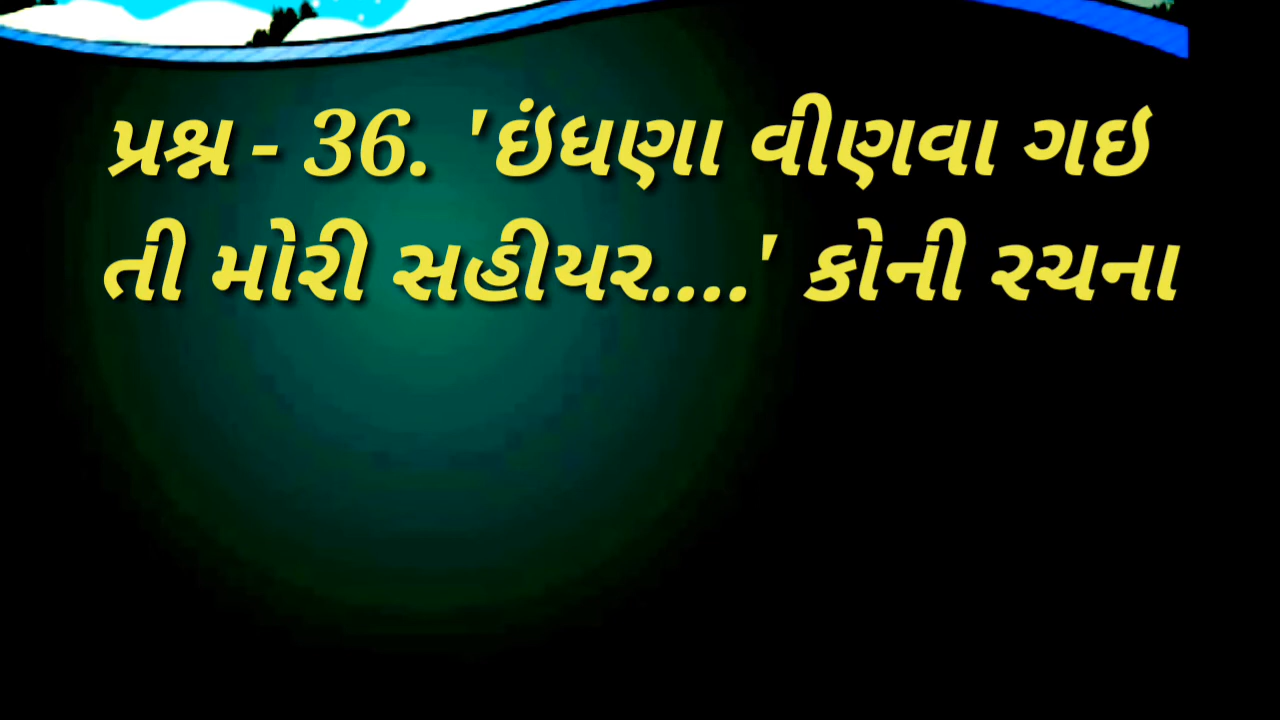 પ્રશ્ન - 36. 'ઇંધણા વીણવા ગઇ
તી મોરી સહીયર....' કોની રચના